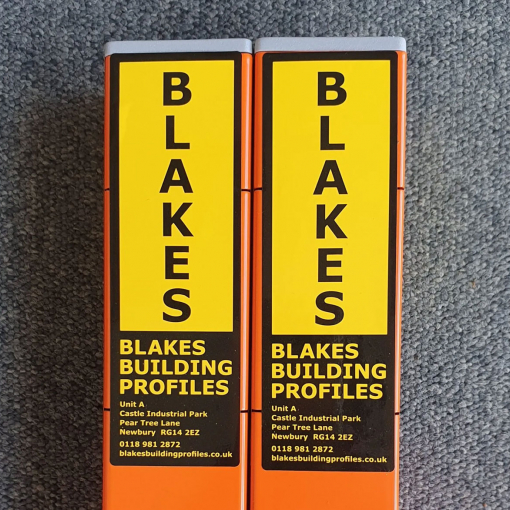 BLAKES
BLAKES
BUILDING
PROFILES
Unit A
Castle Industrial Park
Pear Tree Lane
Newbury RG14 2EZ
0118 981 2872
blakesbuildingprofiles.co.uk
BLAKES
BLAKES
BUILDING
PROFILES
Unit A
Castle Industrial Park
Pear Tree Lane
Newbury RG14 2EZ
0118 981 2872
blakesbuildingprofiles.co.uk